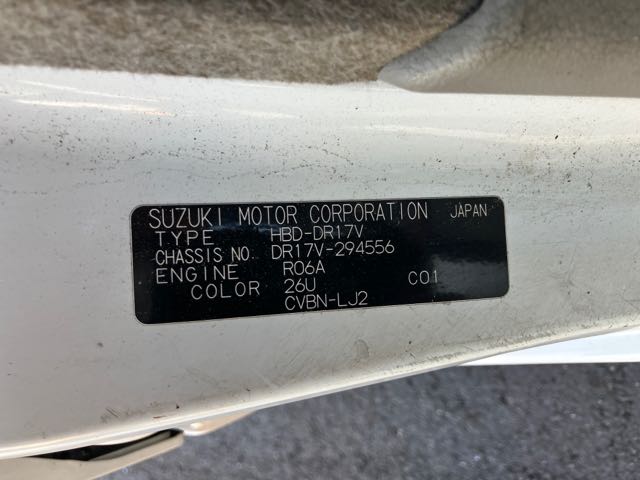 SUZUKI MOTOR CORPORATION JAPAN
TYPE HBD-DR17V
CHASSIS NO. DR17V-294556
ENGINE R06A
COLOR 26U C01
CVBN-LJ2